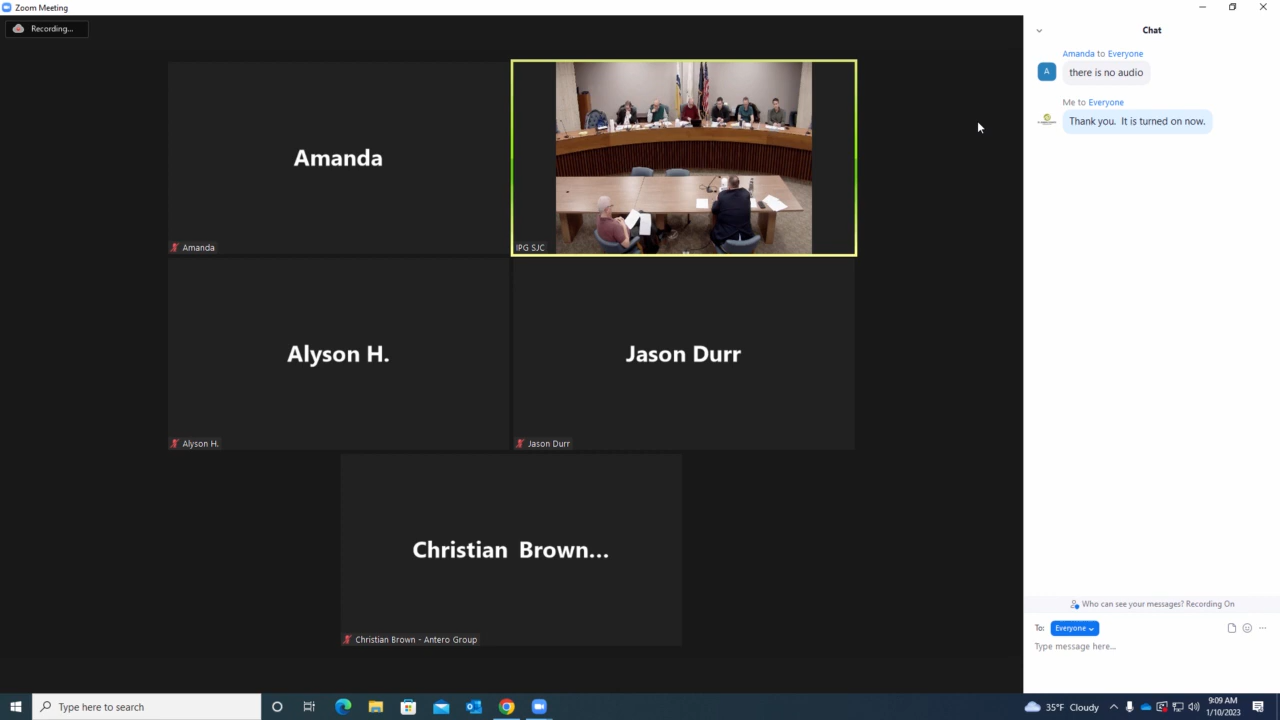 Zoom Meeting
Recording...
Amanda
Amanda
IPG SJC
Alyson H.
Alyson H.
Jason Durr
Jason Durr
Christian Brown...
Christian Brown - Antero Group
Chat
Amanda to Everyone
A
there is no audio
Me to Everyone
Thank you. It is turned on now.
Who can see your messages? Recording On
To: Everyone
Type message here...
Type here to search
35°F Cloudy
9:09 AM
1/10/2023